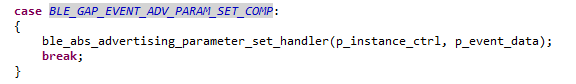 case BLE_GAP_EVENT_ADV_PARAM_SET_COMP:
{
    ble_abs_advertising_parameter_set_handler(p_instance_ctrl, p_event_data);
    break;
}